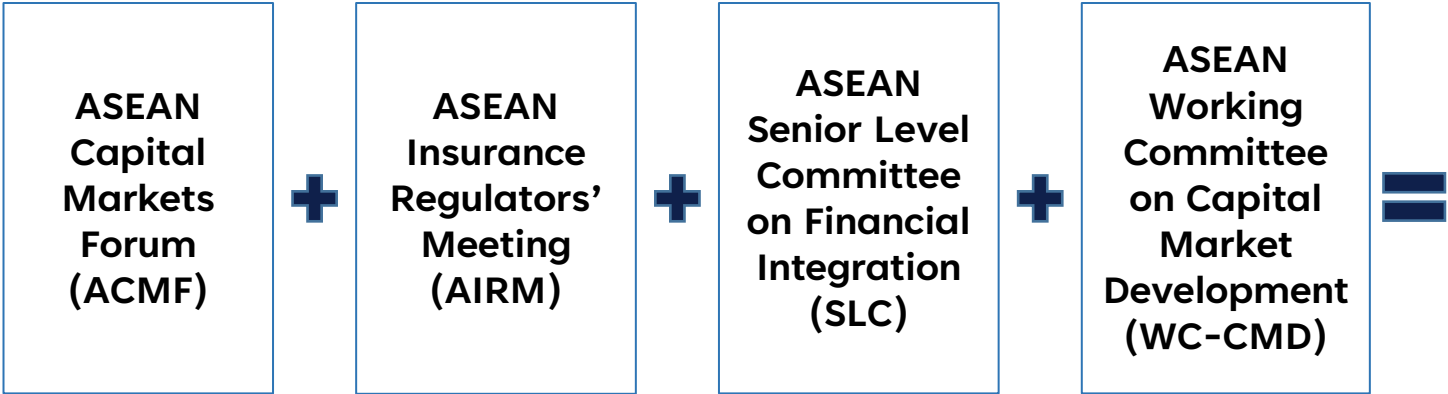 ASEAN
Capital
Markets
Forum
(ACMF)
ASEAN
Insurance
Regulators’
Meeting
(AIRM)
ASEAN
Senior Level
Committee
on Financial
Integration
(SLC)
ASEAN
Working
Committee
on Capital
Market
Development
(WC-CMD)